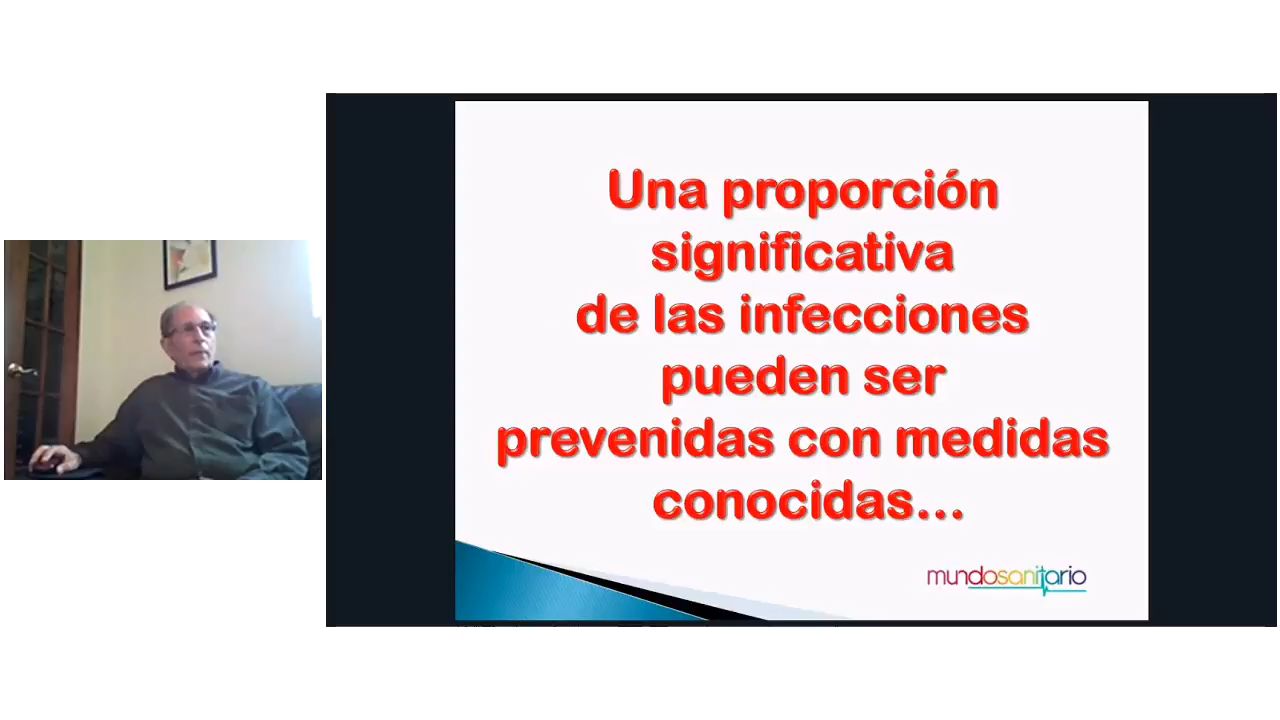 Una proporción
significativa
de las infecciones
pueden ser
prevenidas con medidas
conocidas...
mundosanitario